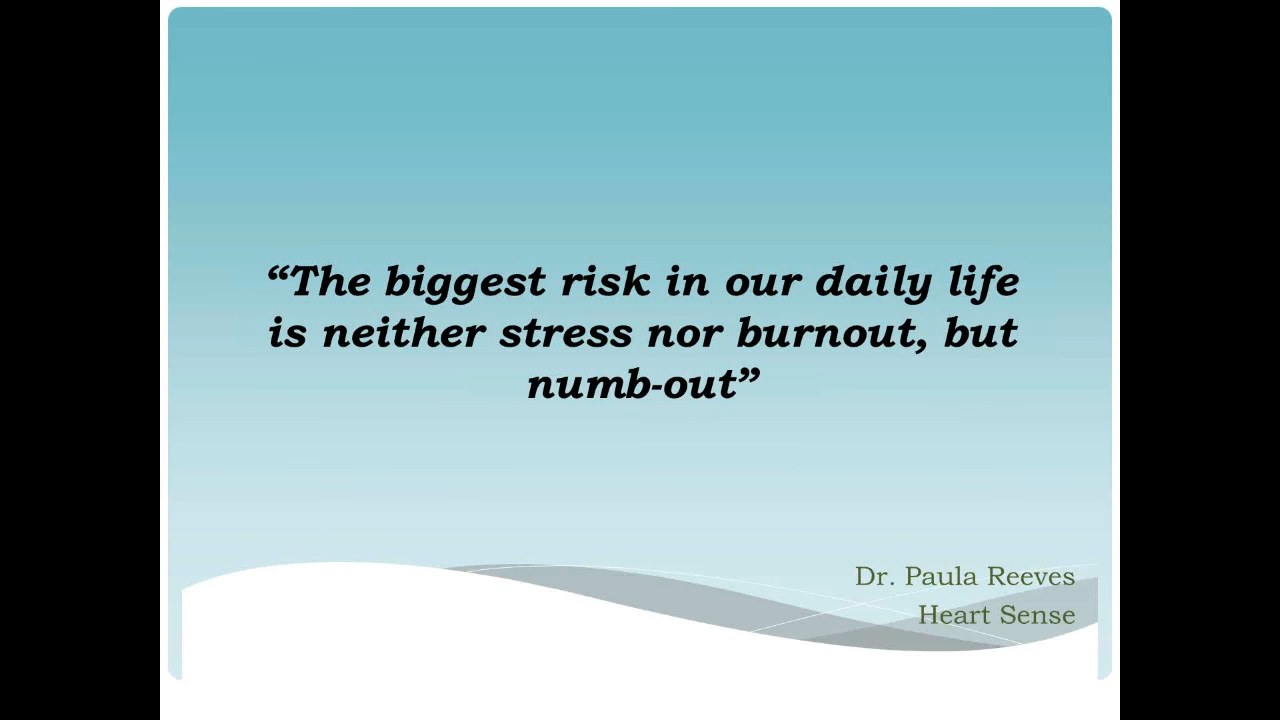 “The biggest risk in our daily life
is neither stress nor burnout, but
numb-out”
Dr. Paula Reeves
Heart Sense